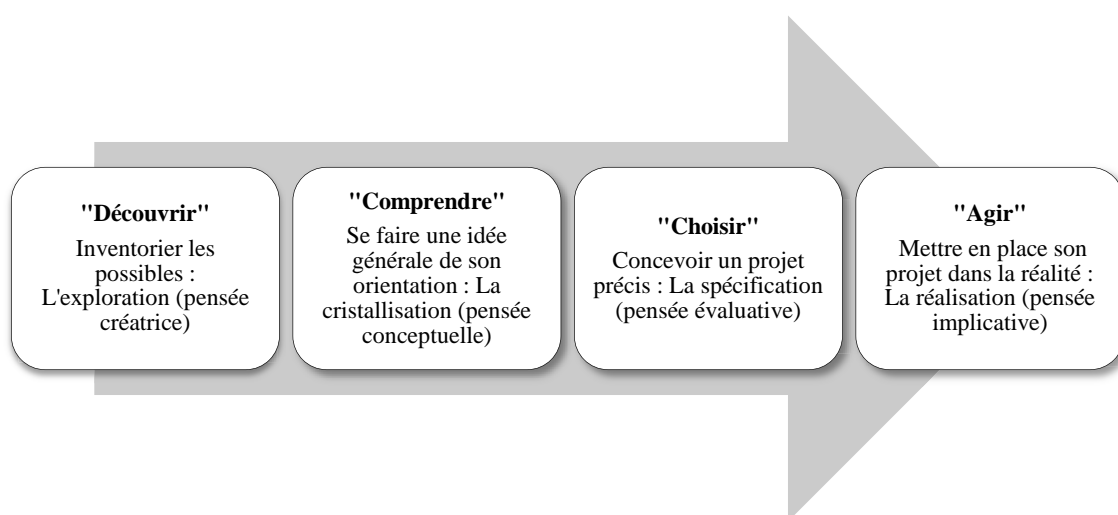 "Découvrir"
Inventorier les
possibles :
L'exploration (pensée
créatrice)
"Comprendre"
Se faire une idée
générale de son
orientation : La
cristallisation (pensée
conceptuelle)
"Choisir"
Concevoir un projet
précis : La spécification
(pensée évaluative)
"Agir"
Mettre en place son
projet dans la réalité :
La réalisation (pensée
implicative)